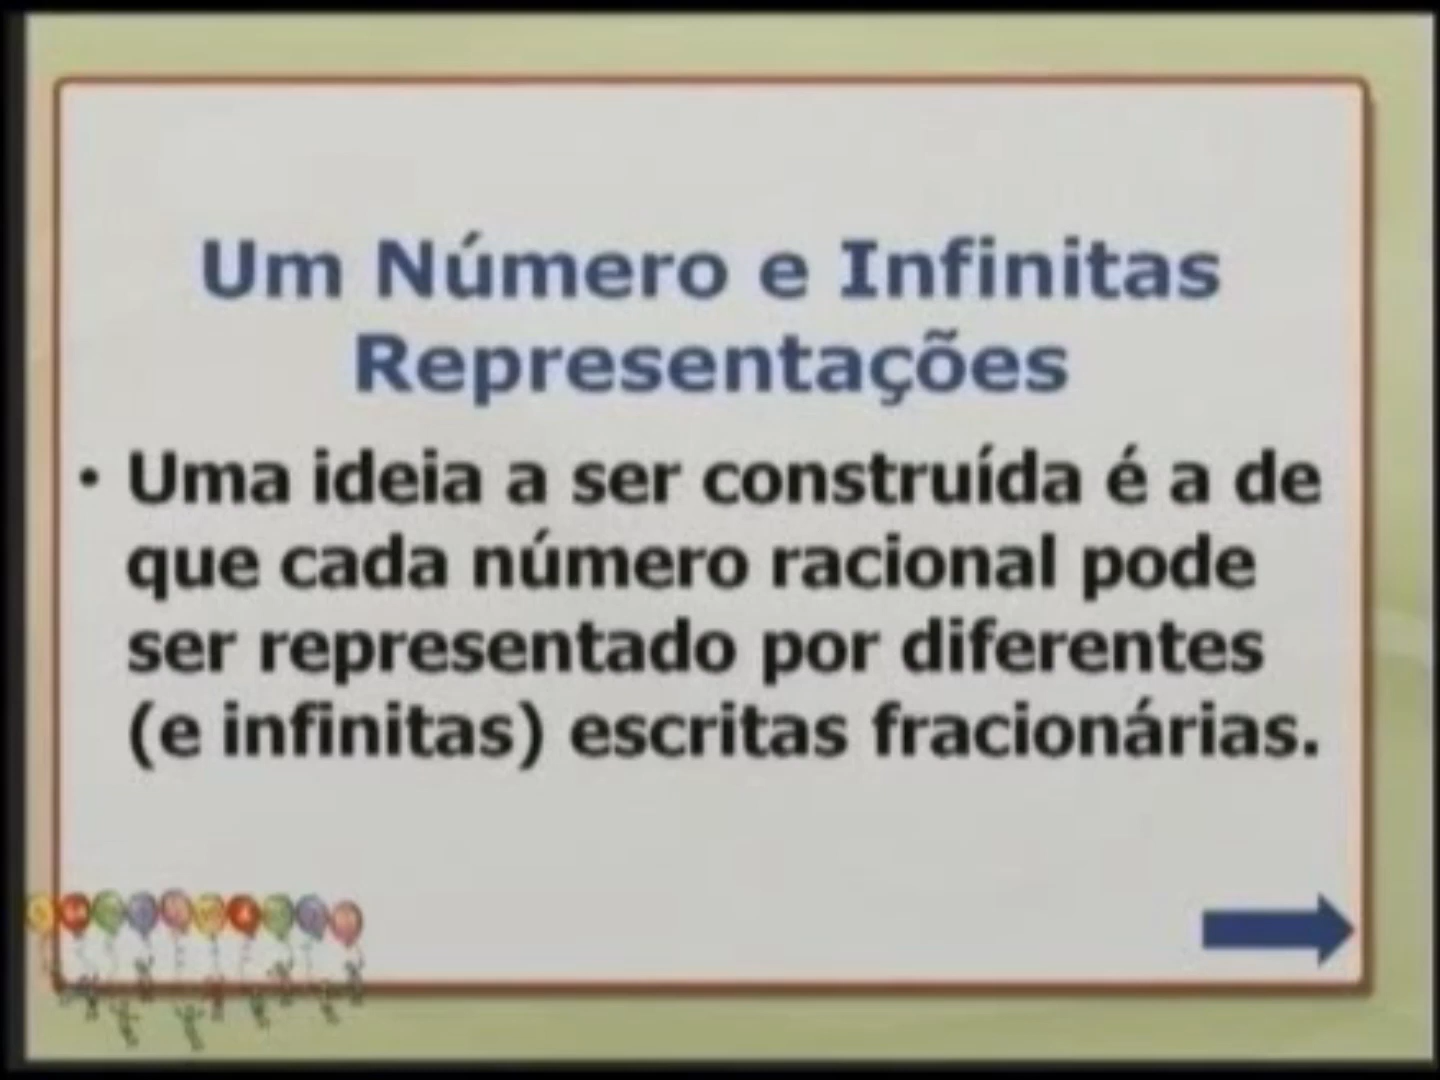 Um Número e Infinitas
Representações
• Uma ideia a ser construída é a de
que cada número racional pode
ser representado por diferentes
(e infinitas) escritas fracionárias.